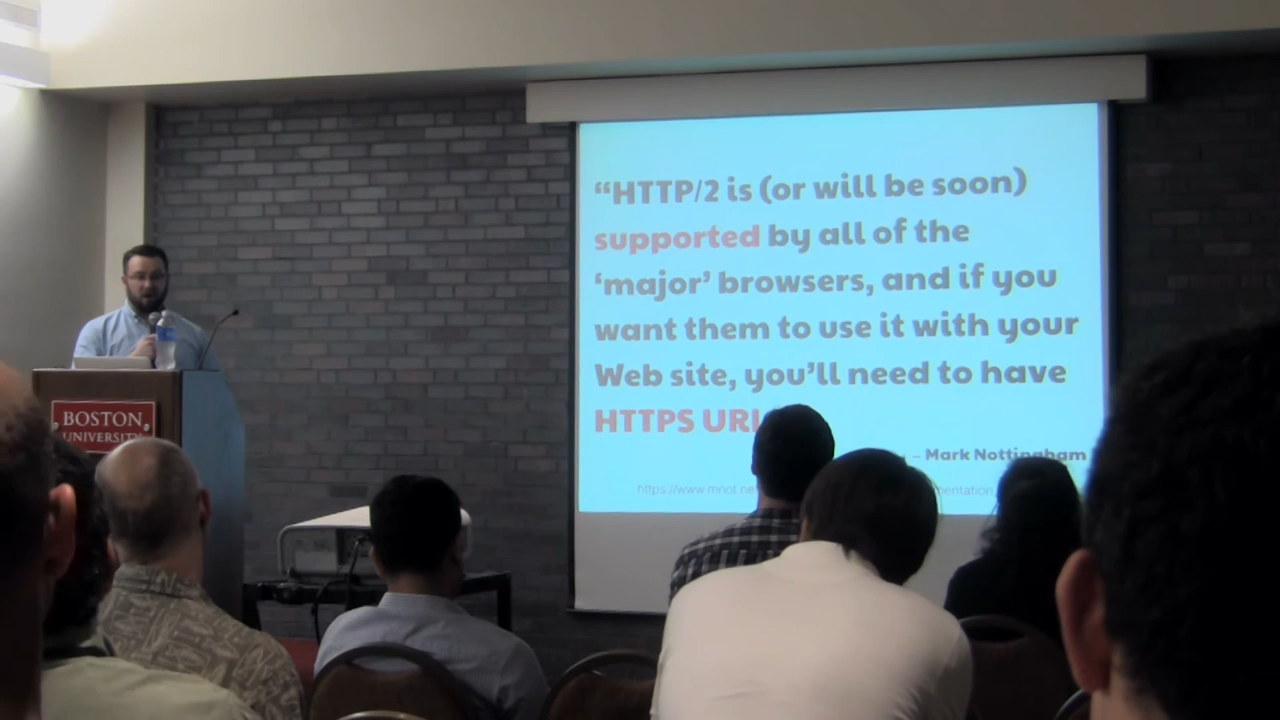 BOSTON
UNIVERSITY
“HTTP/2 is (or will be soon)
supported by all of the
‘major’ browsers, and if you
want them to use it with your
Web site, you’ll need to have
HTTPS
– Mark Nottingham